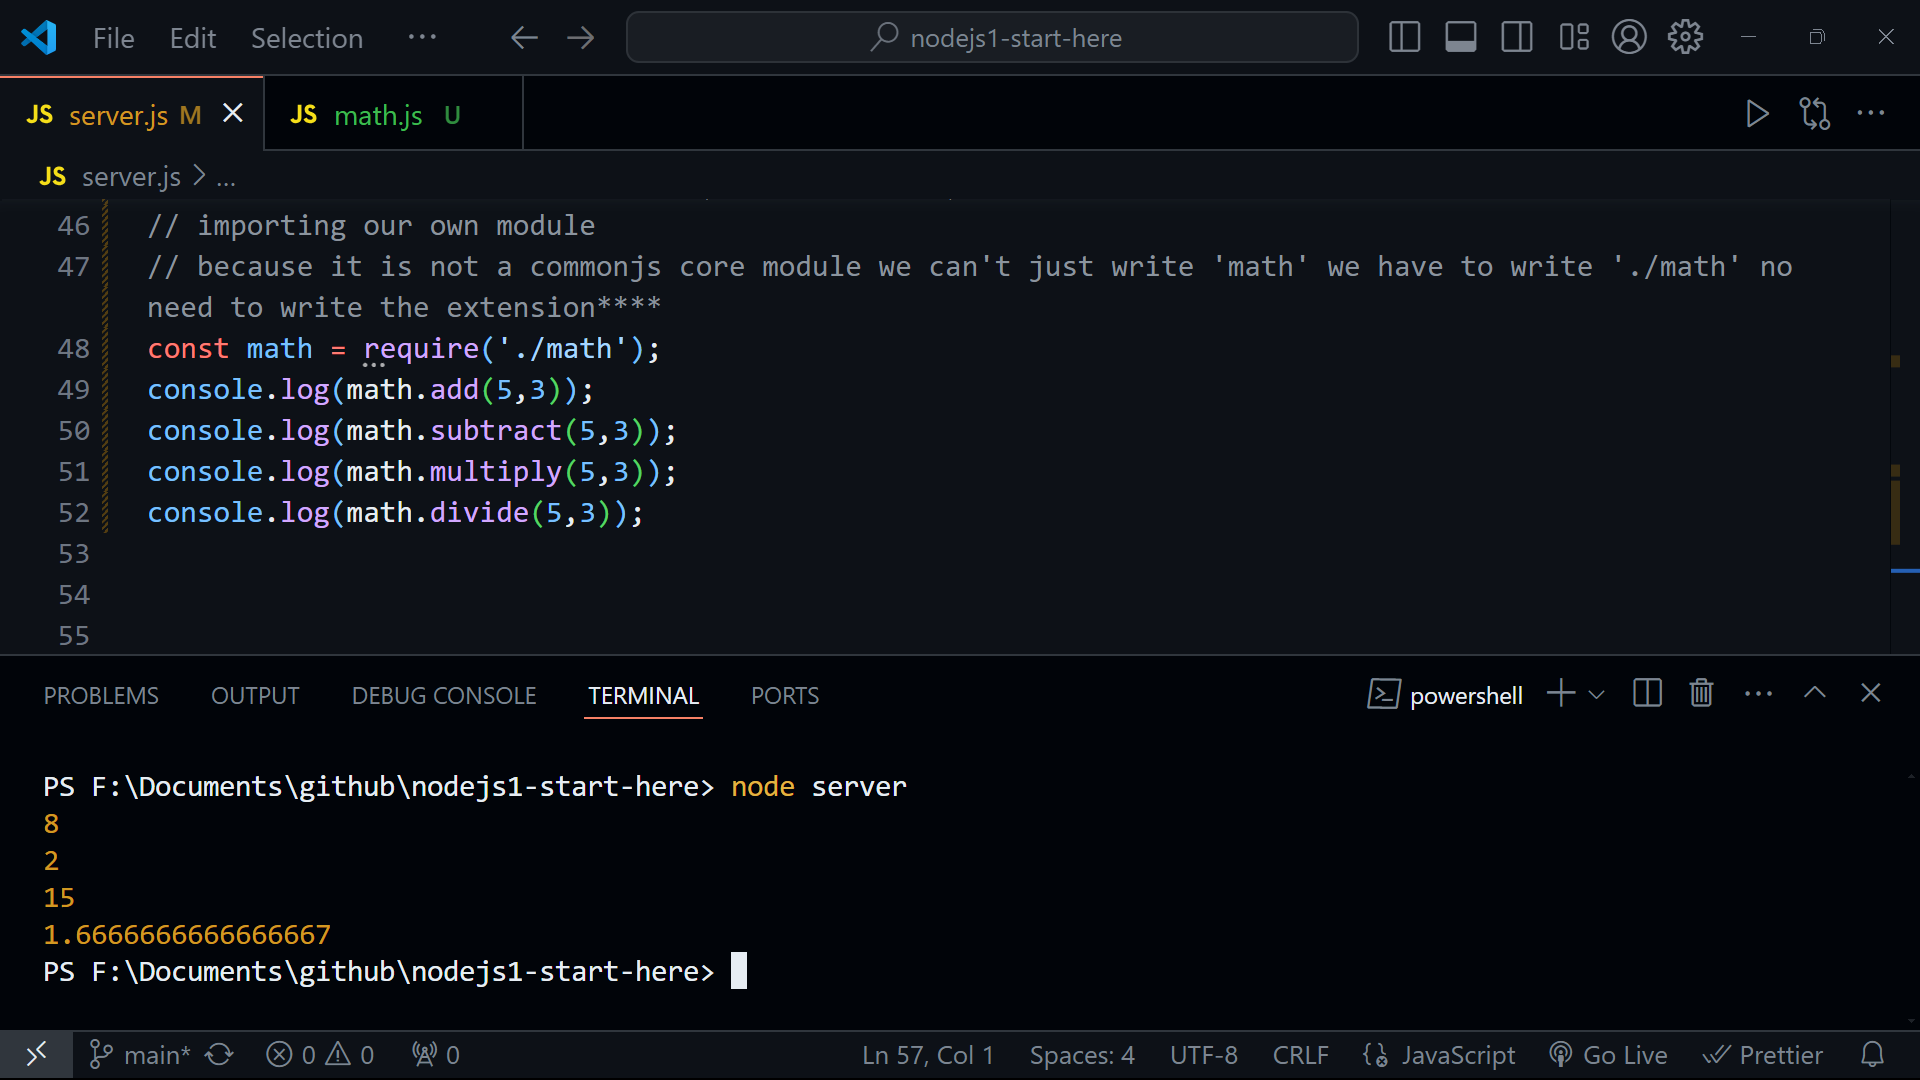 File Edit Selection ··· nodejs1-start-here
JS server.js M JS math.js U
JS server.js > ...
46 // importing our own module
47 // because it is not a commonjs core module we can't just write 'math' we have to write './math' no
need to write the extension****
48 const math = require('./math');
49 console.log(math.add(5,3));
50 console.log(math.subtract(5,3));
51 console.log(math.multiply(5,3));
52 console.log(math.divide(5,3));
53
54
55
PROBLEMS OUTPUT DEBUG CONSOLE TERMINAL PORTS powershell
PS F:\Documents\github\nodejs1-start-here> node server
8
2
15
1.6666666666666667
PS F:\Documents\github\nodejs1-start-here>
main* 0 0 0 Ln 57, Col 1 Spaces: 4 UTF-8 CRLF JavaScript Go Live Prettier